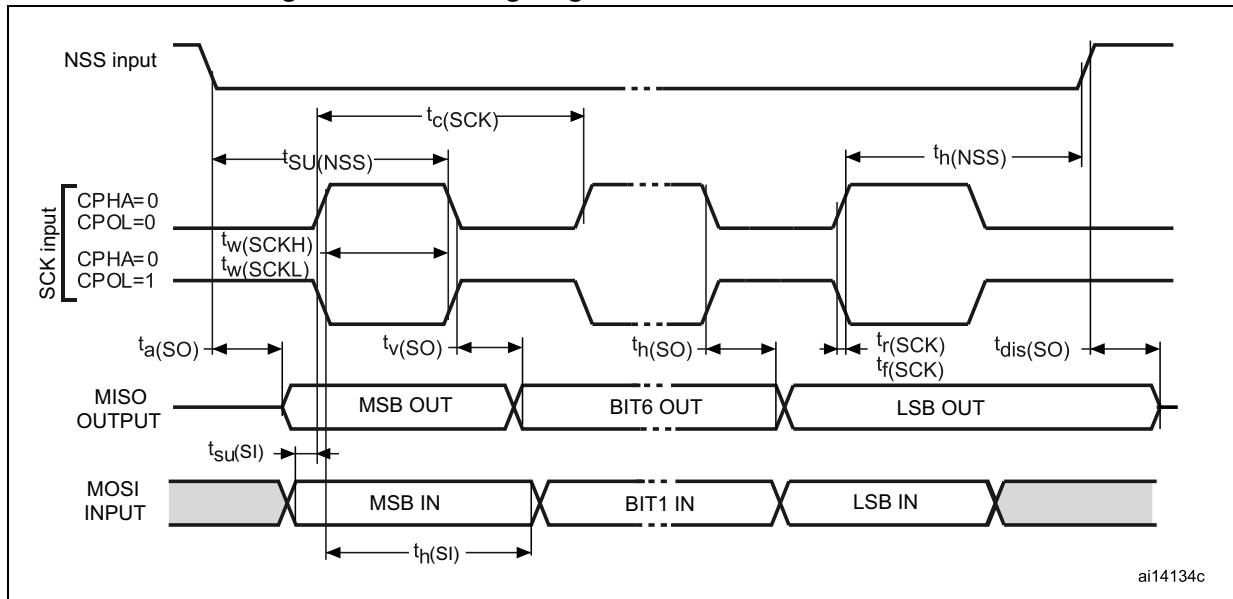 NSS input
tc(SCK)
tSU(NSS)
th(NSS)
SCK input
CPHA=0
CPOL=0
tw(SCKH)
CPHA=0
tw(SCKL)
CPOL=1
ta(SO)
tv(SO)
th(SO)
tr(SCK)
tf(SCK)
tdis(SO)
MISO
OUTPUT
MSB OUT
BIT6 OUT
LSB OUT
tsu(SI)
MOSI
INPUT
MSB IN
BIT1 IN
LSB IN
th(SI)
ai14134c